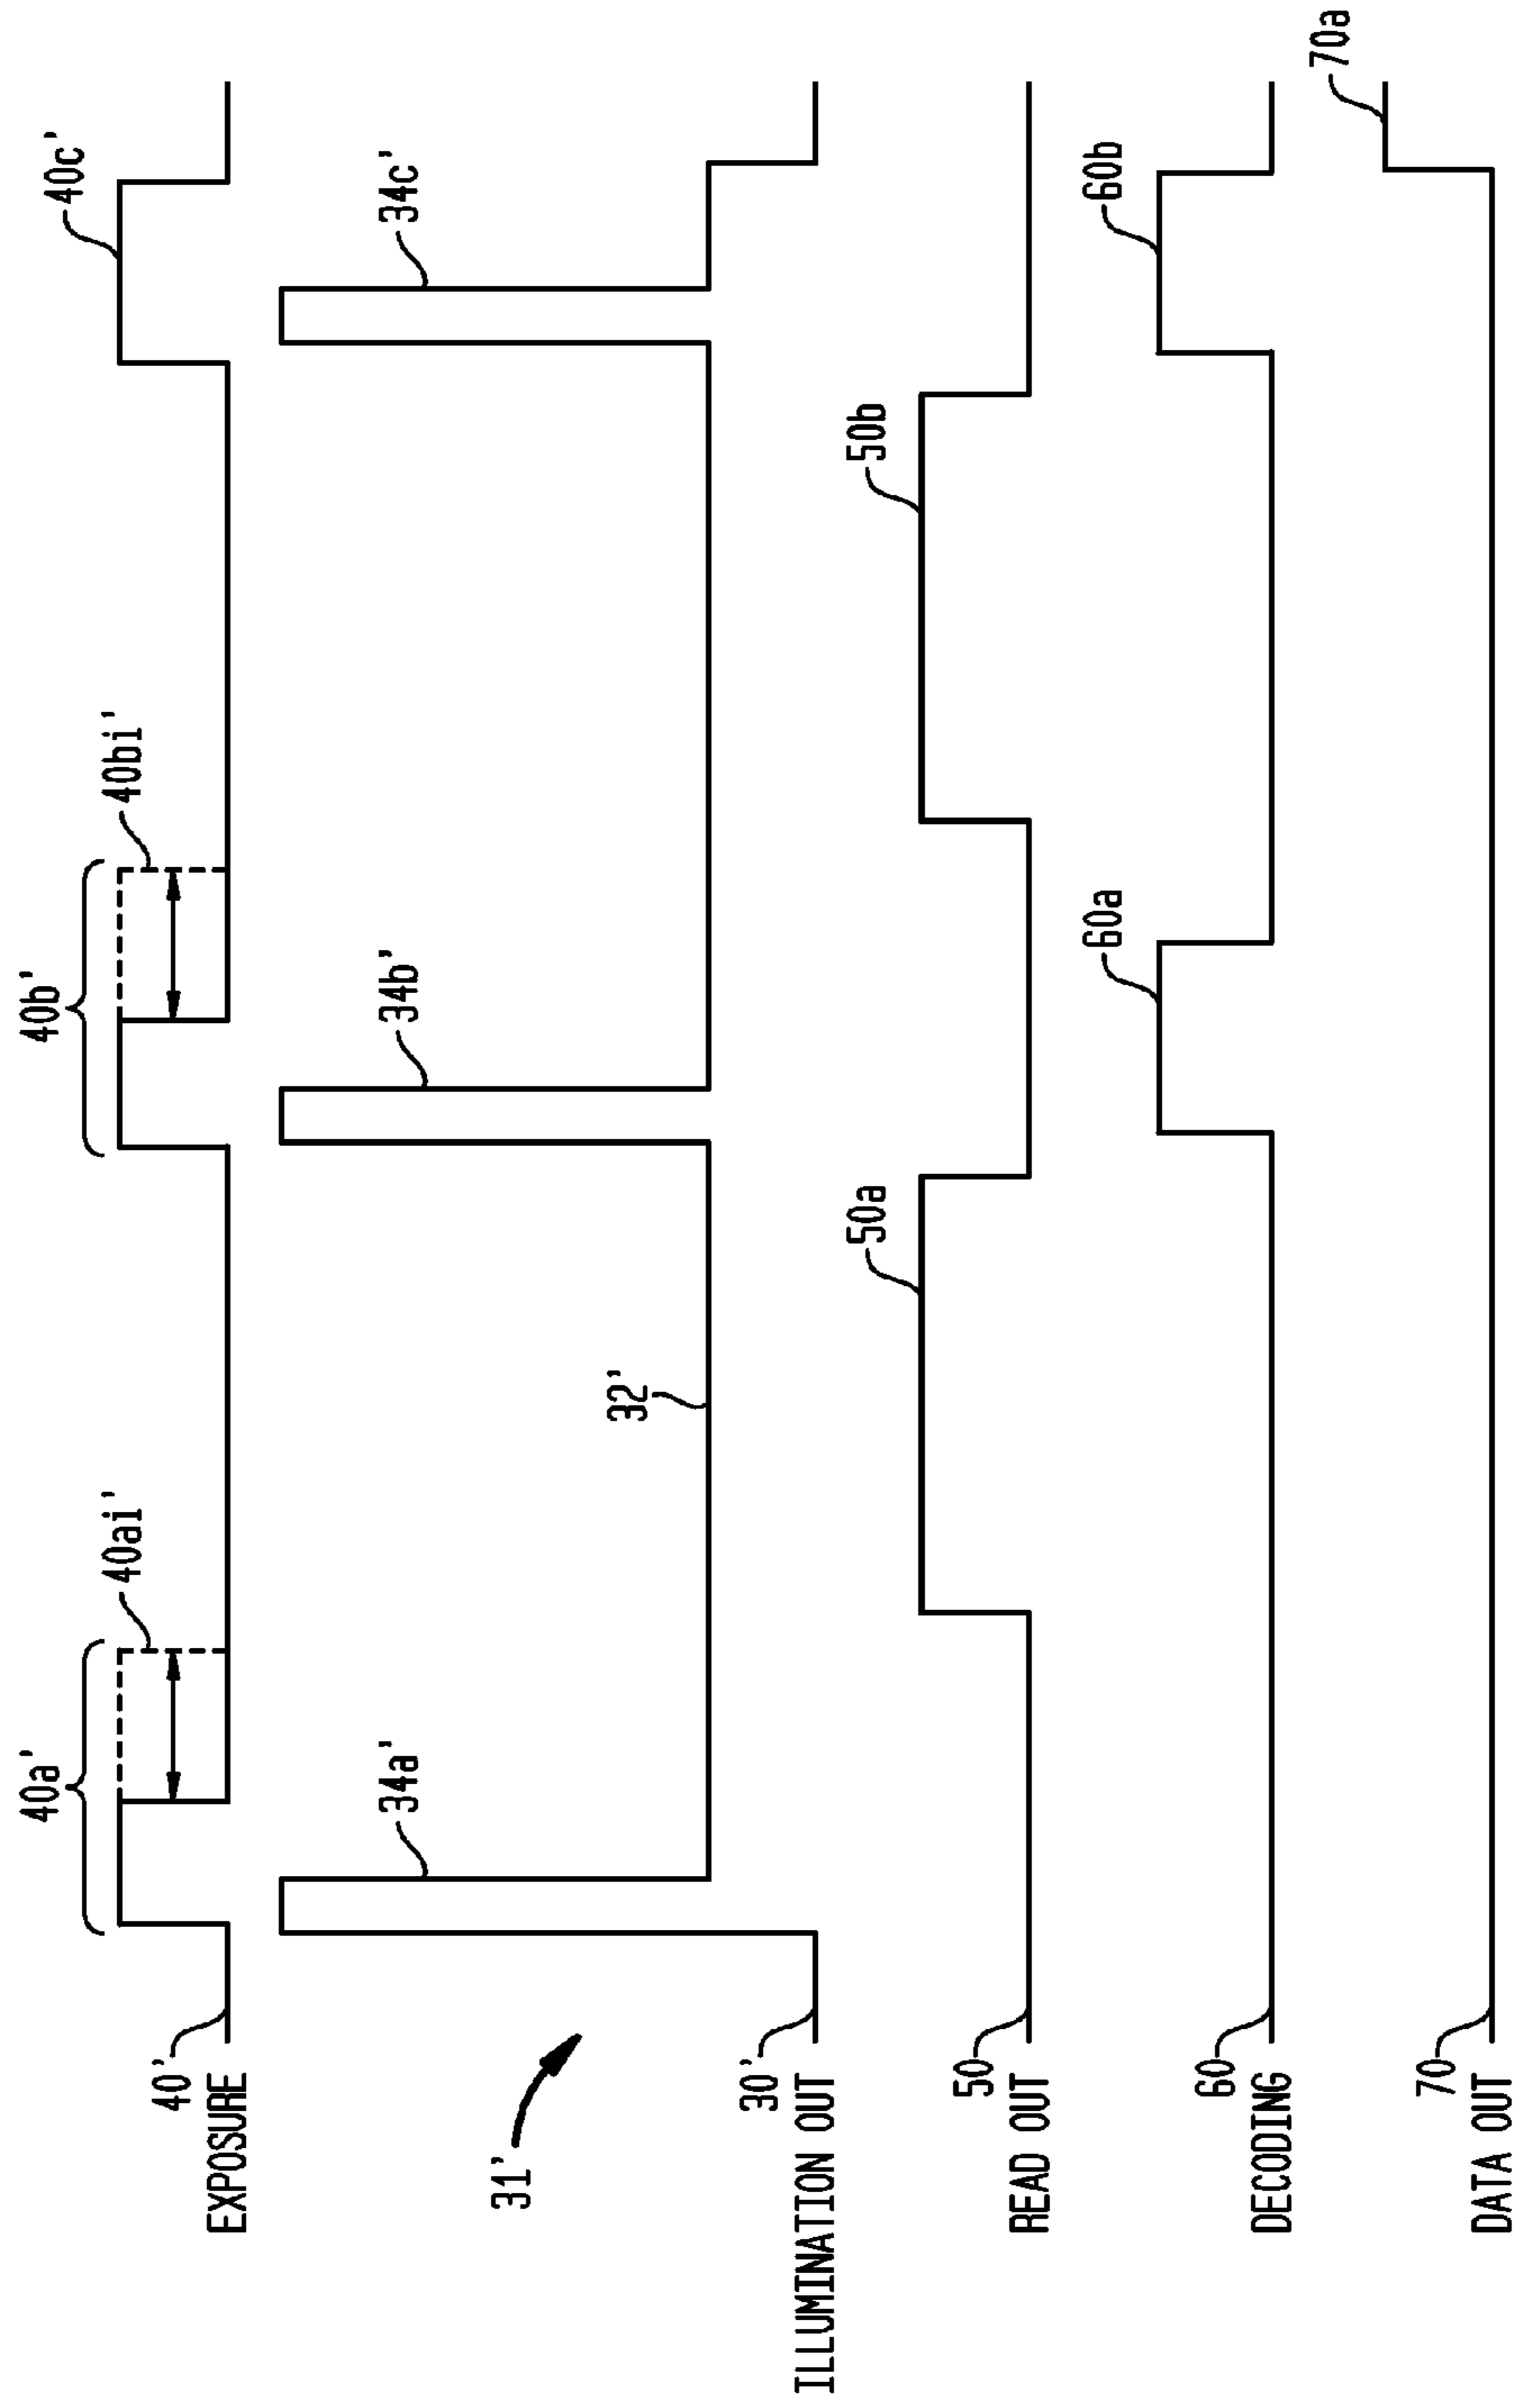 40a'
40b'
40ai'
40bi'
40c'
40'
EXPOSURE
34a'
34b'
34c'
31'
32'
30'
ILLUMINATION OUT
50a
50b
50
READ OUT
60a
60b
60
DECODING
70a
70
DATA OUT